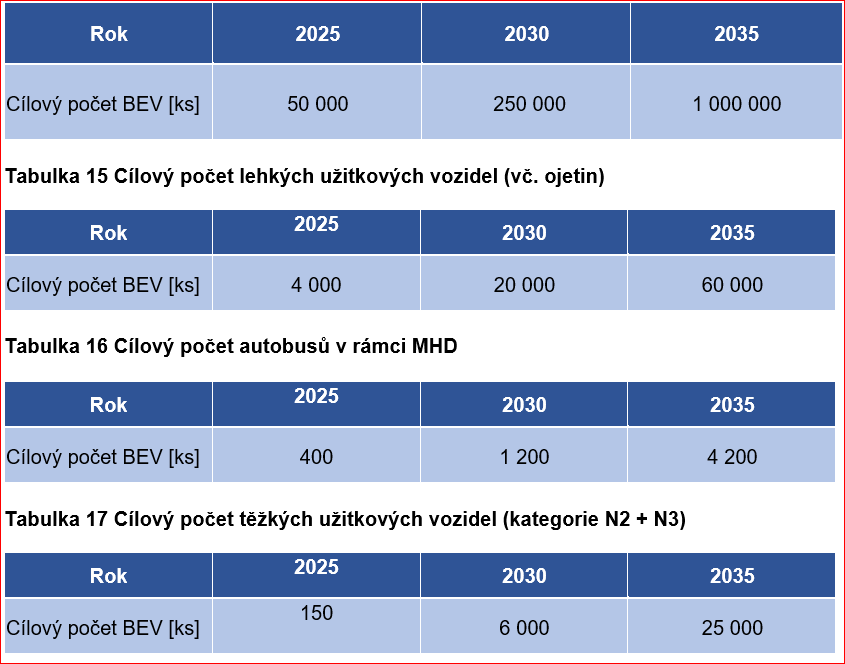 Rok 2025 2030 2035
Cílový počet BEV [ks] 50 000 250 000 1 000 000
Tabulka 15 Cílový počet lehkých užitkových vozidel (vč. ojetin)
Rok 2025 2030 2035
Cílový počet BEV [ks] 4 000 20 000 60 000
Tabulka 16 Cílový počet autobusů v rámci MHD
Rok 2025 2030 2035
Cílový počet BEV [ks] 400 1 200 4 200
Tabulka 17 Cílový počet těžkých užitkových vozidel (kategorie N2 + N3)
Rok 2025 2030 2035
Cílový počet BEV [ks] 150 6 000 25 000